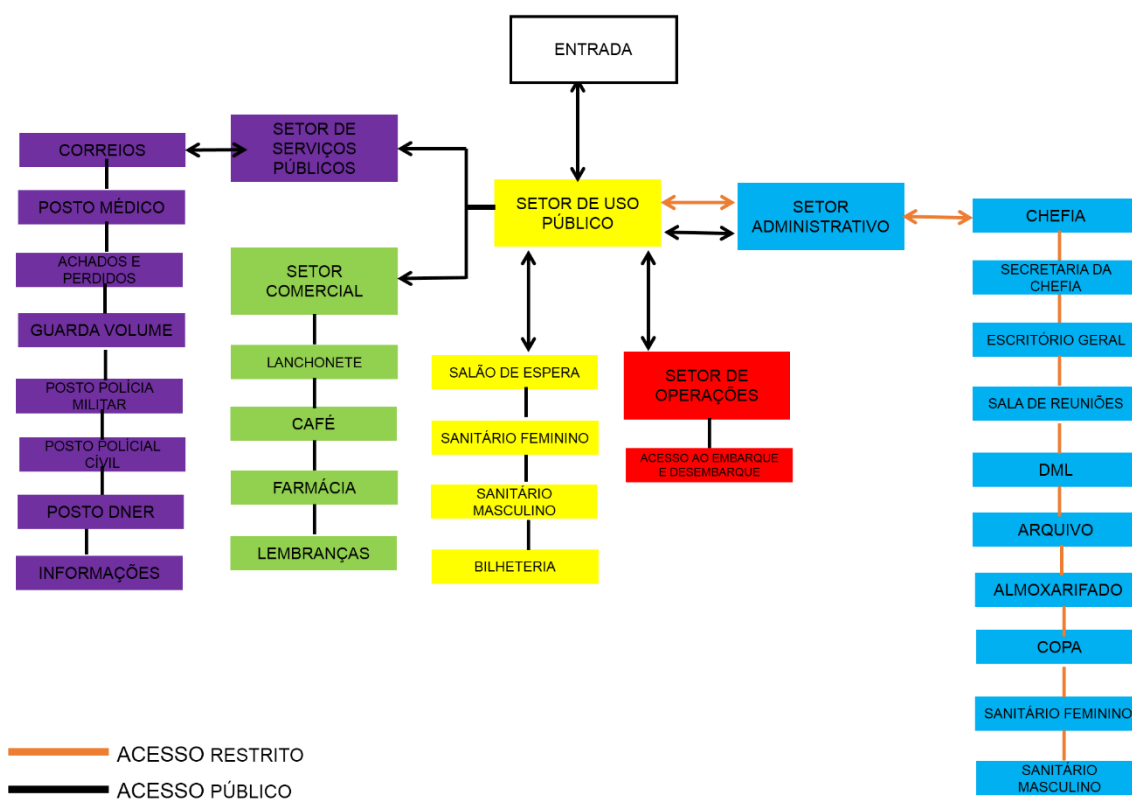 ENTRADA
SETOR DE
SERVIÇOS
PÚBLICOS
CORREIOS
POSTO MÉDICO
ACHADOS E
PERDIDOS
GUARDA VOLUME
POSTO POLÍCIA
MILITAR
POSTO POLÍCIAL
CÍVIL
POSTO DNER
INFORMAÇÕES
SETOR
COMERCIAL
LANCHONETE
CAFÉ
FARMÁCIA
LEMBRANÇAS
SETOR DE USO
PÚBLICO
SALÃO DE ESPERA
SANITÁRIO FEMININO
SANITÁRIO
MASCULINO
BILHETERIA
SETOR DE
OPERAÇÕES
ACESSO AO EMBARQUE
E DESEMBARQUE
SETOR
ADMINISTRATIVO
CHEFIA
SECRETARIA DA
CHEFIA
ESCRITÓRIO GERAL
SALA DE REUNIÕES
DML
ARQUIVO
ALMOXARIFADO
COPA
SANITÁRIO FEMININO
SANITÁRIO
MASCULINO
ACESSO RESTRITO
ACESSO PÚBLICO